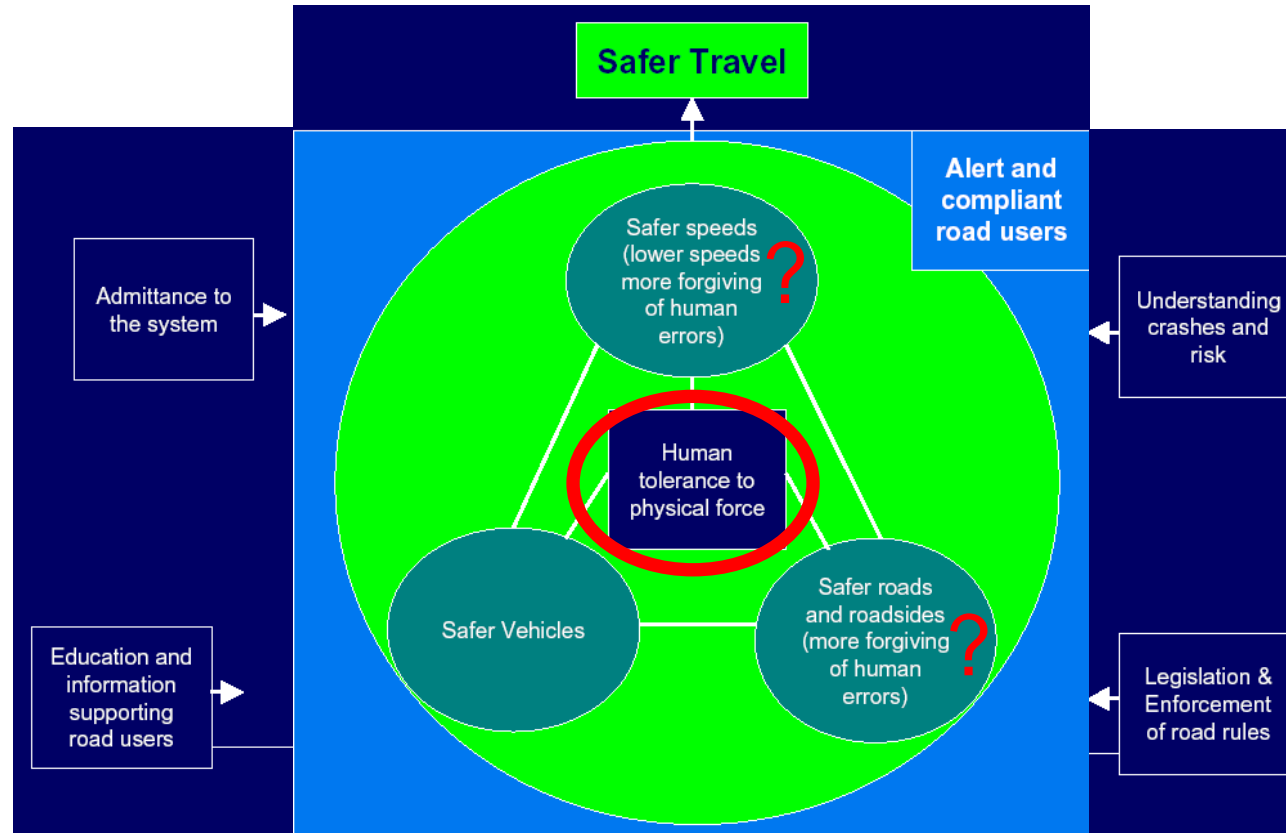 Safer Travel
Alert and
compliant
road users
Safer speeds
(lower speeds
more forgiving
of human
errors)
?
Admittance to
the system
Understanding
crashes and
risk
Human
tolerance to
physical force
Safer Vehicles
Safer roads
and roadsides
(more forgiving
of human
errors)
?
Education and
information
supporting
road users
Legislation &
Enforcement
of road rules